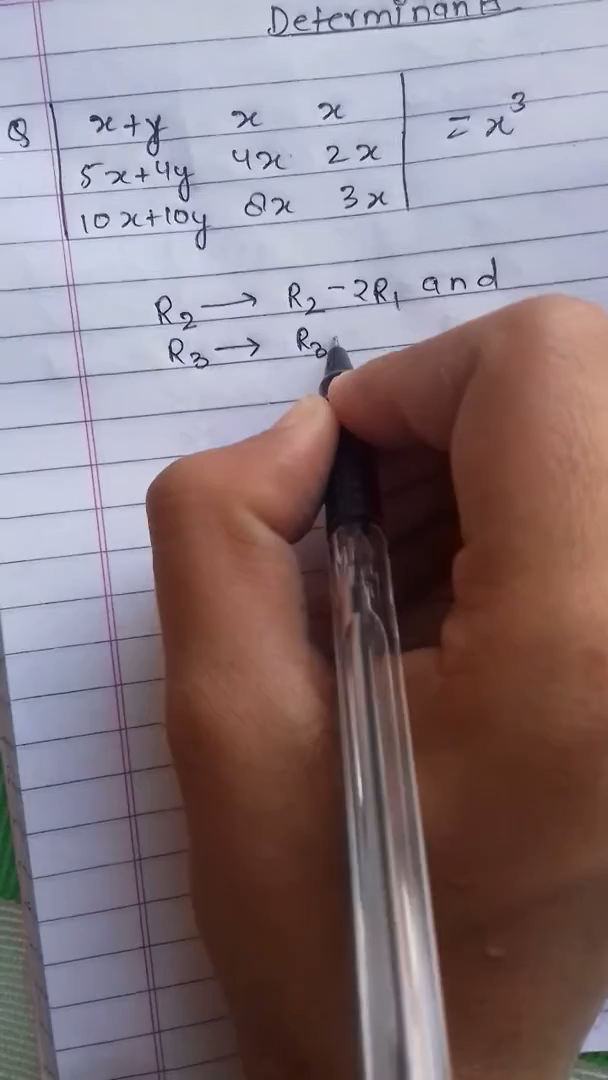 Determinant
Q x+y x x = x³
5x+4y 4x 2x
10x+10y 8x 3x
R₂ → R₂ - 2R₁ and
R₃ → R₃